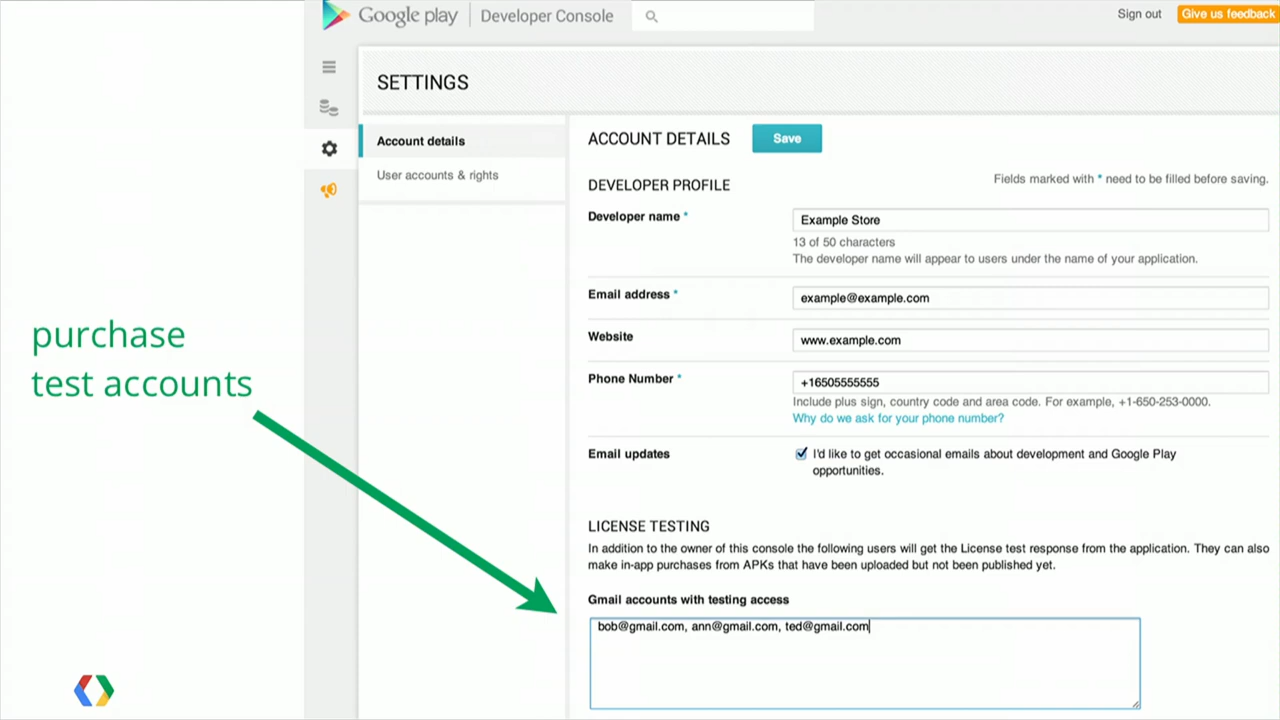 Google play
Developer Console
Sign out
Give us feedback
SETTINGS
Account details
User accounts & rights
ACCOUNT DETAILS
Save
DEVELOPER PROFILE
Fields marked with * need to be filled before saving.
Developer name *
Example Store
13 of 50 characters
The developer name will appear to users under the name of your application.
Email address *
example@example.com
Website
www.example.com
Phone Number *
+16505555555
Include plus sign, country code and area code. For example, +1-650-253-0000.
Why do we ask for your phone number?
Email updates
I'd like to get occasional emails about development and Google Play
opportunities.
purchase
test accounts
LICENSE TESTING
In addition to the owner of this console the following users will get the License test response from the application. They can also
make in-app purchases from APKs that have been uploaded but not been published yet.
Gmail accounts with testing access
bob@gmail.com, ann@gmail.com, ted@gmail.com